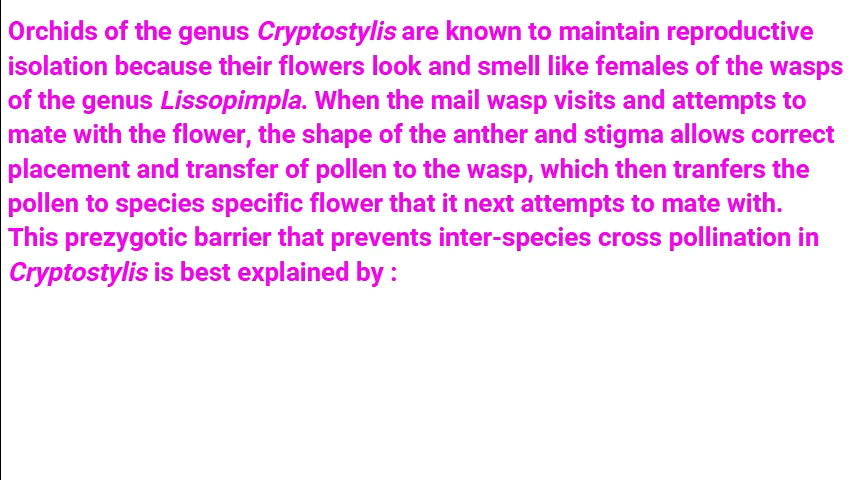 Orchids of the genus Cryptostylis are known to maintain reproductive
isolation because their flowers look and smell like females of the wasps
of the genus Lissopimpla. When the mail wasp visits and attempts to
mate with the flower, the shape of the anther and stigma allows correct
placement and transfer of pollen to the wasp, which then tranfers the
pollen to species specific flower that it next attempts to mate with.
This prezygotic barrier that prevents inter-species cross pollination in
Cryptostylis is best explained by :